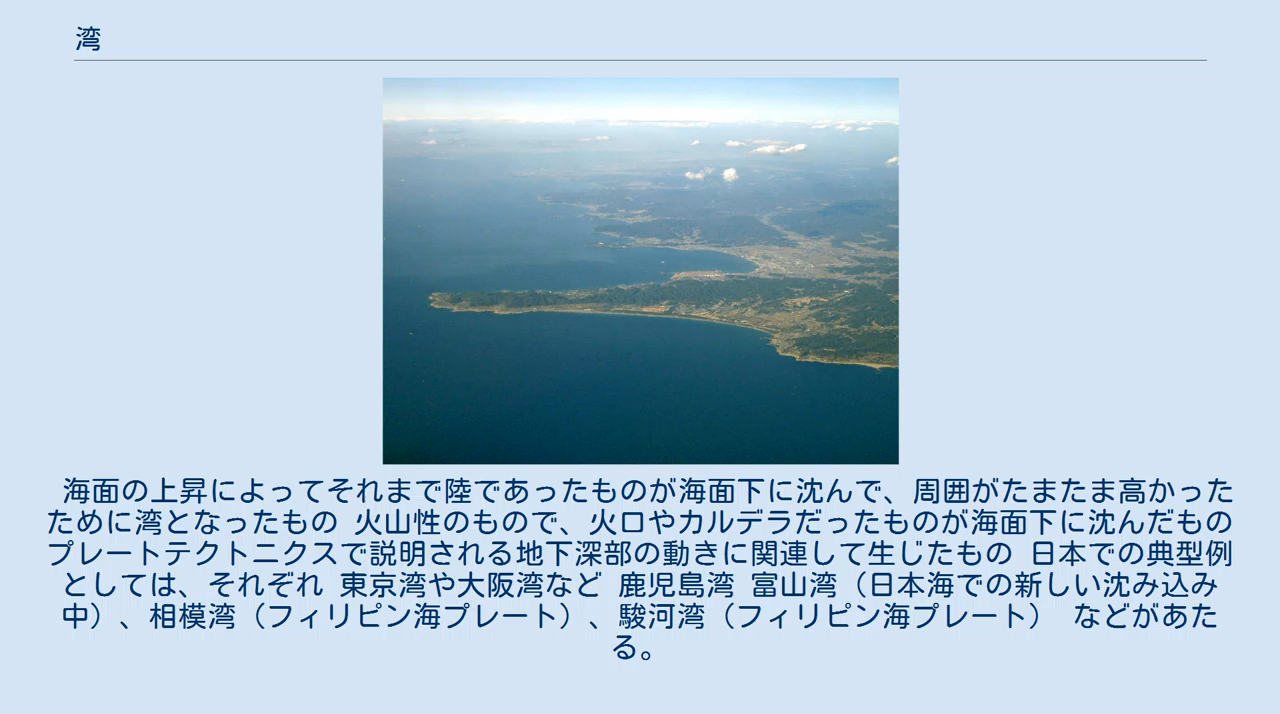 湾
海面の上昇によってそれまで陸であったものが海面下に沈んで、周囲がたまたま高かった
ために湾となったもの 火山性のもので、火口やカルデラだったものが海面下に沈んだもの
プレートテクトニクスで説明される地下深部の動きに関連して生じたもの 日本での典型例
としては、それぞれ 東京湾や大阪湾など 鹿児島湾 富山湾（日本海での新しい沈み込み
中）、相模湾（フィリピン海プレート）、駿河湾（フィリピン海プレート） などがあた
る。